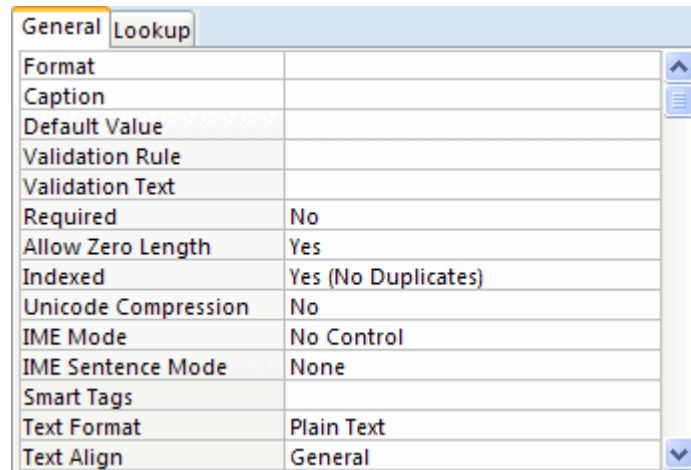 General Lookup
Format
Caption
Default Value
Validation Rule
Validation Text
Required No
Allow Zero Length Yes
Indexed Yes (No Duplicates)
Unicode Compression No
IME Mode No Control
IME Sentence Mode None
Smart Tags
Text Format Plain Text
Text Align General